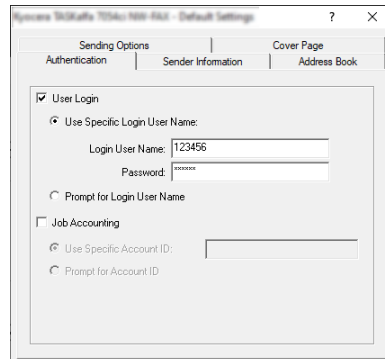 Kyocera TASKalfa 7054ci NW-FAX - Default Settings ? X
Sending Options Cover Page
Authentication Sender Information Address Book
User Login
Use Specific Login User Name:
Login User Name: 123456
Password: ******
Prompt for Login User Name
Job Accounting
Use Specific Account ID:
Prompt for Account ID